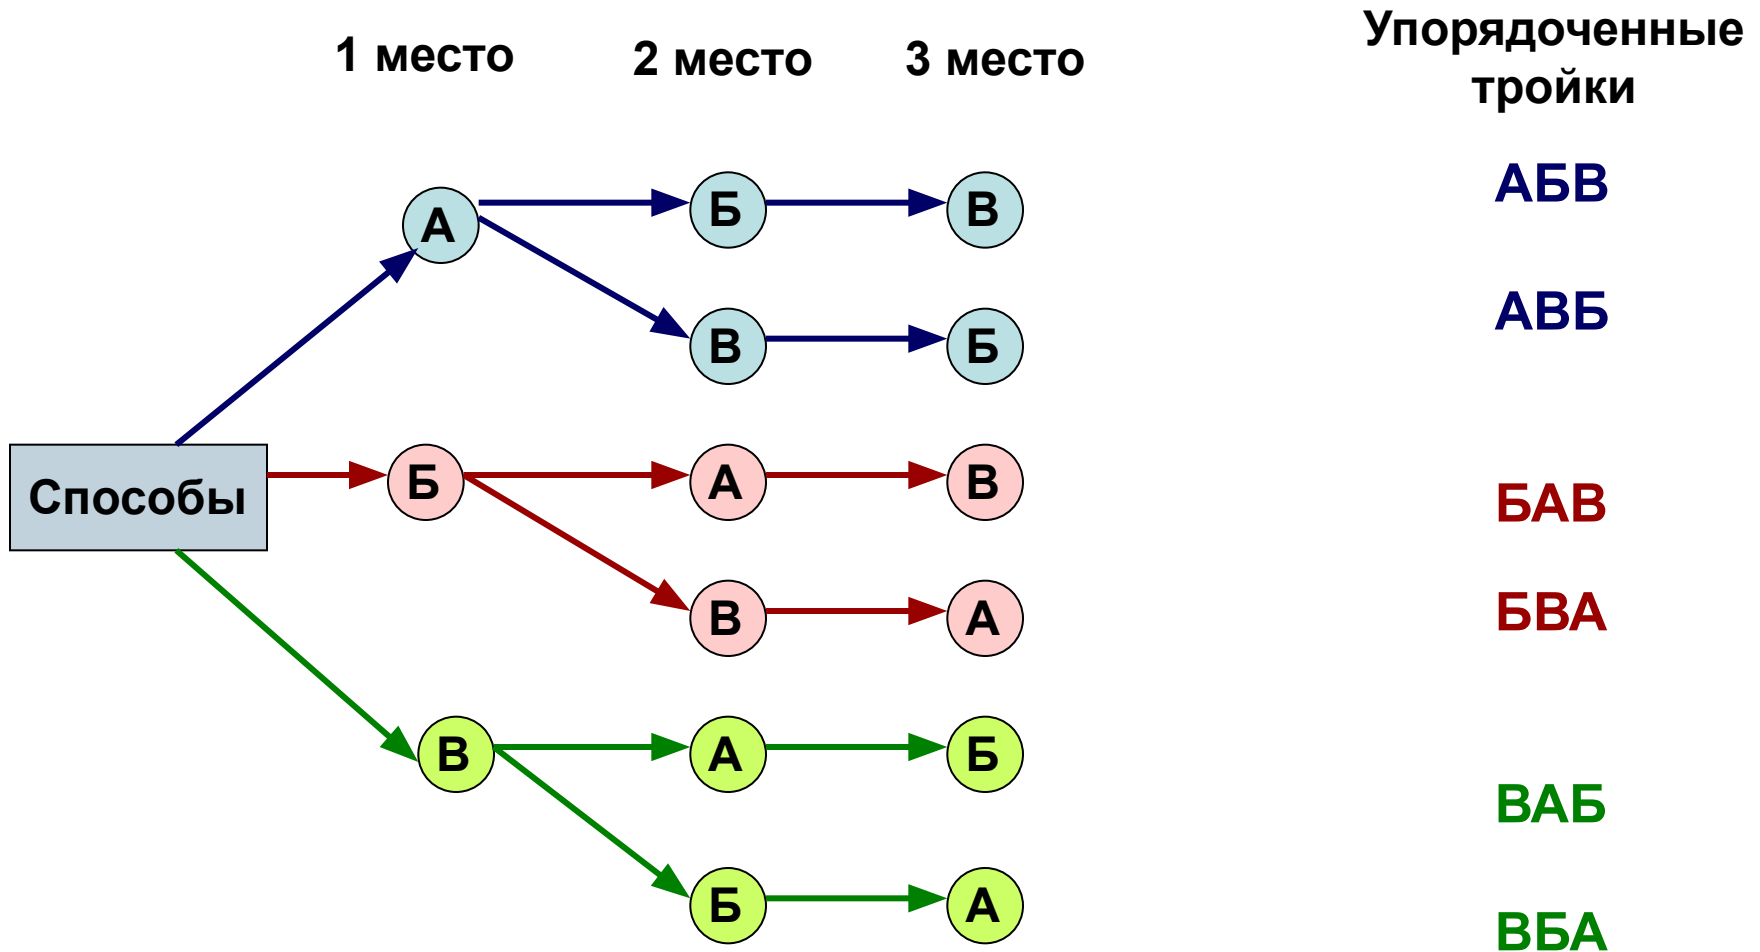 1 место 2 место 3 место
Упорядоченные
тройки
А Б В АБВ
В Б АВБ
Способы Б А В БАВ
В А БВА
В А Б ВАБ
Б А ВБА